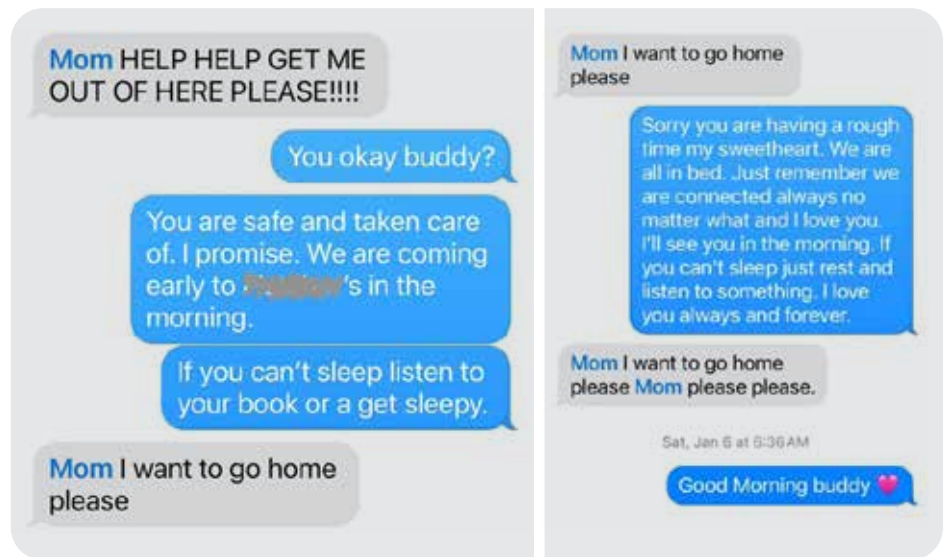 Mom HELP HELP GET ME
OUT OF HERE PLEASE!!!!
You okay buddy?
You are safe and taken care
of. I promise. We are coming
early to 's in the
morning.
If you can't sleep listen to
your book or a get sleepy.
Mom I want to go home
please
Mom I want to go home
please
Sorry you are having a rough
time my sweetheart. We are
all in bed. Just remember we
are connected always no
matter what and I love you.
I'll see you in the morning. If
you can't sleep just rest and
listen to something. I love
you always and forever.
Mom I want to go home
please Mom please please.
Sat, Jan 6 at 6:36AM
Good Morning buddy 💗